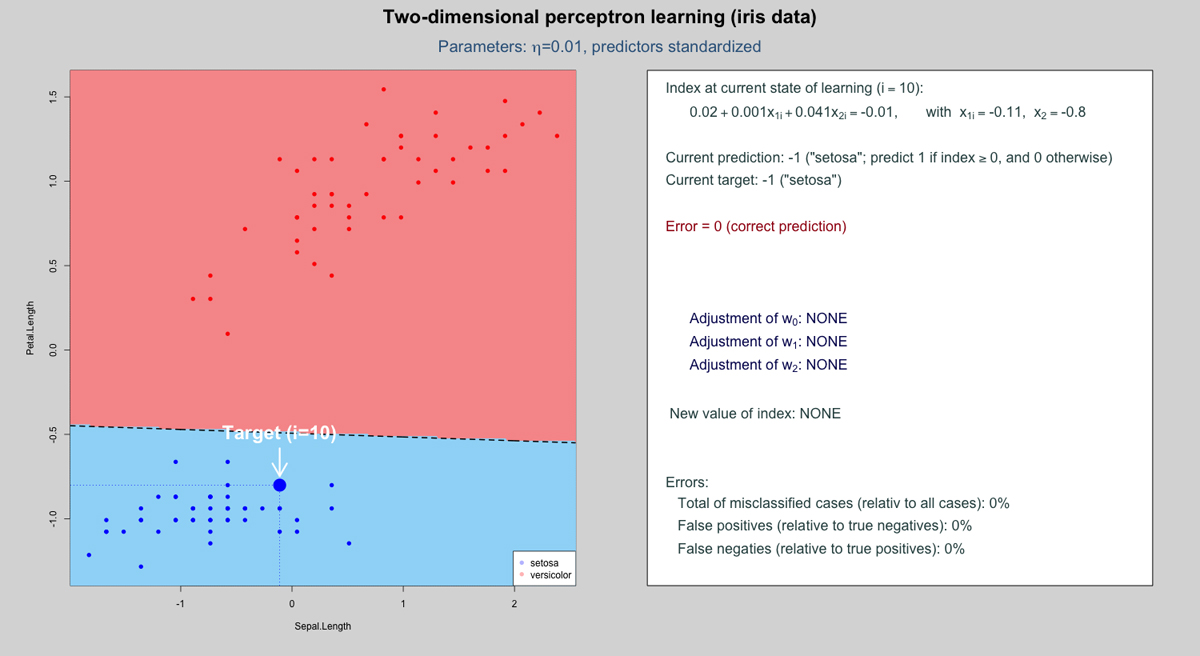 Two-dimensional perceptron learning (iris data)
Parameters: η=0.01, predictors standardized
Petal.Length
1.5
1.0
0.5
0.0
-0.5
-1.0
Target (i=10)
setosa
versicolor
-1
0
1
2
Sepal.Length
Index at current state of learning (i = 10):
0.02 + 0.001x1i + 0.041x2i = -0.01, with x1i = -0.11, x2 = -0.8
Current prediction: -1 ("setosa"; predict 1 if index ≥ 0, and 0 otherwise)
Current target: -1 ("setosa")
Error = 0 (correct prediction)
Adjustment of w0: NONE
Adjustment of w1: NONE
Adjustment of w2: NONE
New value of index: NONE
Errors:
Total of misclassified cases (relativ to all cases): 0%
False positives (relative to true negatives): 0%
False negaties (relative to true positives): 0%